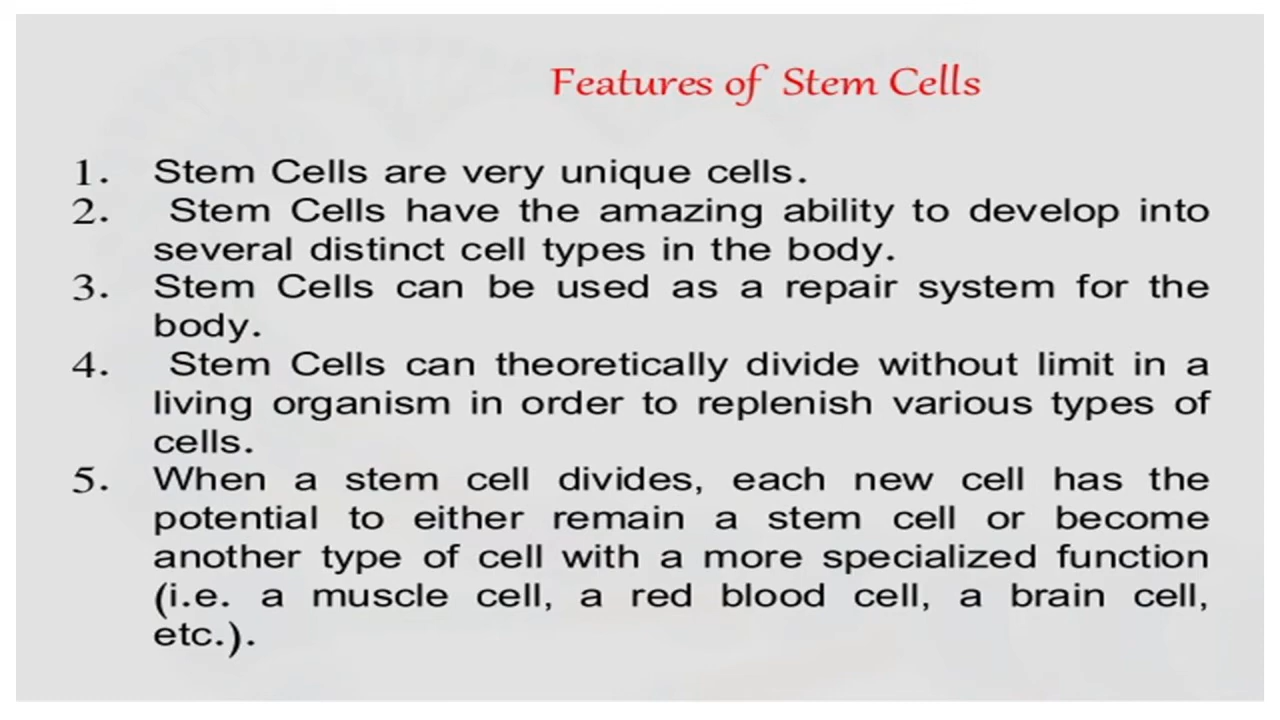 Features of Stem Cells
1. Stem Cells are very unique cells.
2. Stem Cells have the amazing ability to develop into
several distinct cell types in the body.
3. Stem Cells can be used as a repair system for the
body.
4. Stem Cells can theoretically divide without limit in a
living organism in order to replenish various types of
cells.
5. When a stem cell divides, each new cell has the
potential to either remain a stem cell or become
another type of cell with a more specialized function
(i.e. a muscle cell, a red blood cell, a brain cell,
etc.).